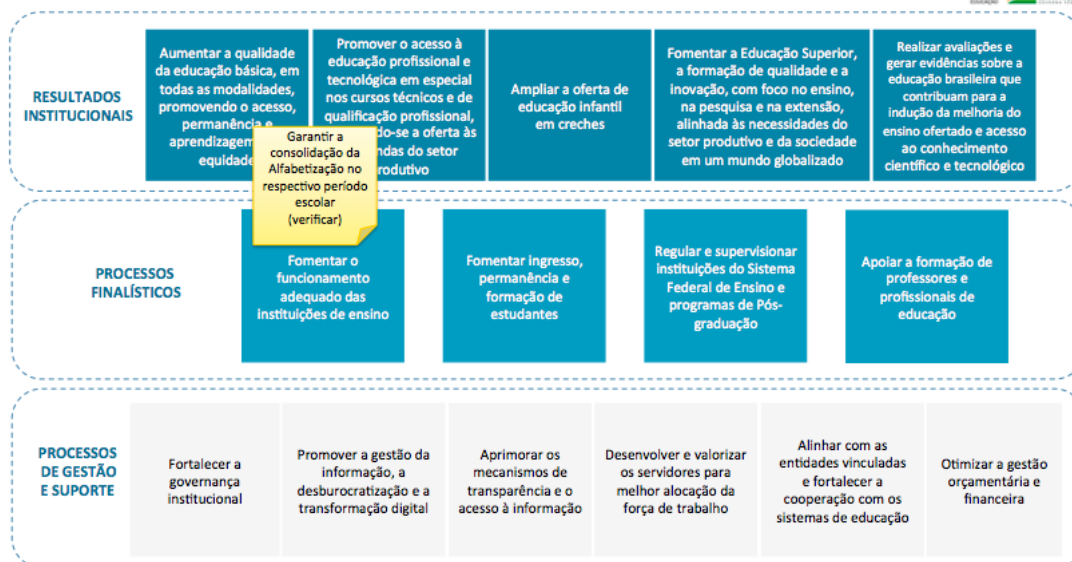 EDUCAÇÃO
RESULTADOS
INSTITUCIONAIS
Aumentar a qualidade
da educação básica, em
todas as modalidades,
promovendo o acesso,
permanência e
aprendizagem
equidade
Promover o acesso à
educação profissional e
tecnológica em especial
nos cursos técnicos e de
qualificação profissional,
do-se a oferta às
ndas do setor
rodutivo
Ampliar a oferta de
educação infantil
em creches
Fomentar a Educação Superior,
a formação de qualidade e a
inovação, com foco no ensino,
na pesquisa e na extensão,
alinhada às necessidades do
setor produtivo e da sociedade
em um mundo globalizado
Realizar avaliações e
gerar evidências sobre a
educação brasileira que
contribuam para a
indução da melhoria do
ensino ofertado e acesso
ao conhecimento
científico e tecnológico
Garantir a
consolidação da
Alfabetização no
respectivo período
escolar
(verificar)
PROCESSOS
FINALÍSTICOS
Fomentar o
funcionamento
adequado das
instituições de ensino
Fomentar ingresso,
permanência e
formação de
estudantes
Regular e supervisionar
instituições do Sistema
Federal de Ensino e
programas de Pós-
graduação
Apoiar a formação de
professores e
profissionais de
educação
PROCESSOS
DE GESTÃO
E SUPORTE
Fortalecer a
governança
institucional
Promover a gestão da
informação, a
desburocratização e a
transformação digital
Aprimorar os
mecanismos de
transparência e o
acesso à informação
Desenvolver e valorizar
os servidores para
melhor alocação da
força de trabalho
Alinhar com as
entidades vinculadas
e fortalecer a
cooperação com os
sistemas de educação
Otimizar a gestão
orçamentária e
financeira